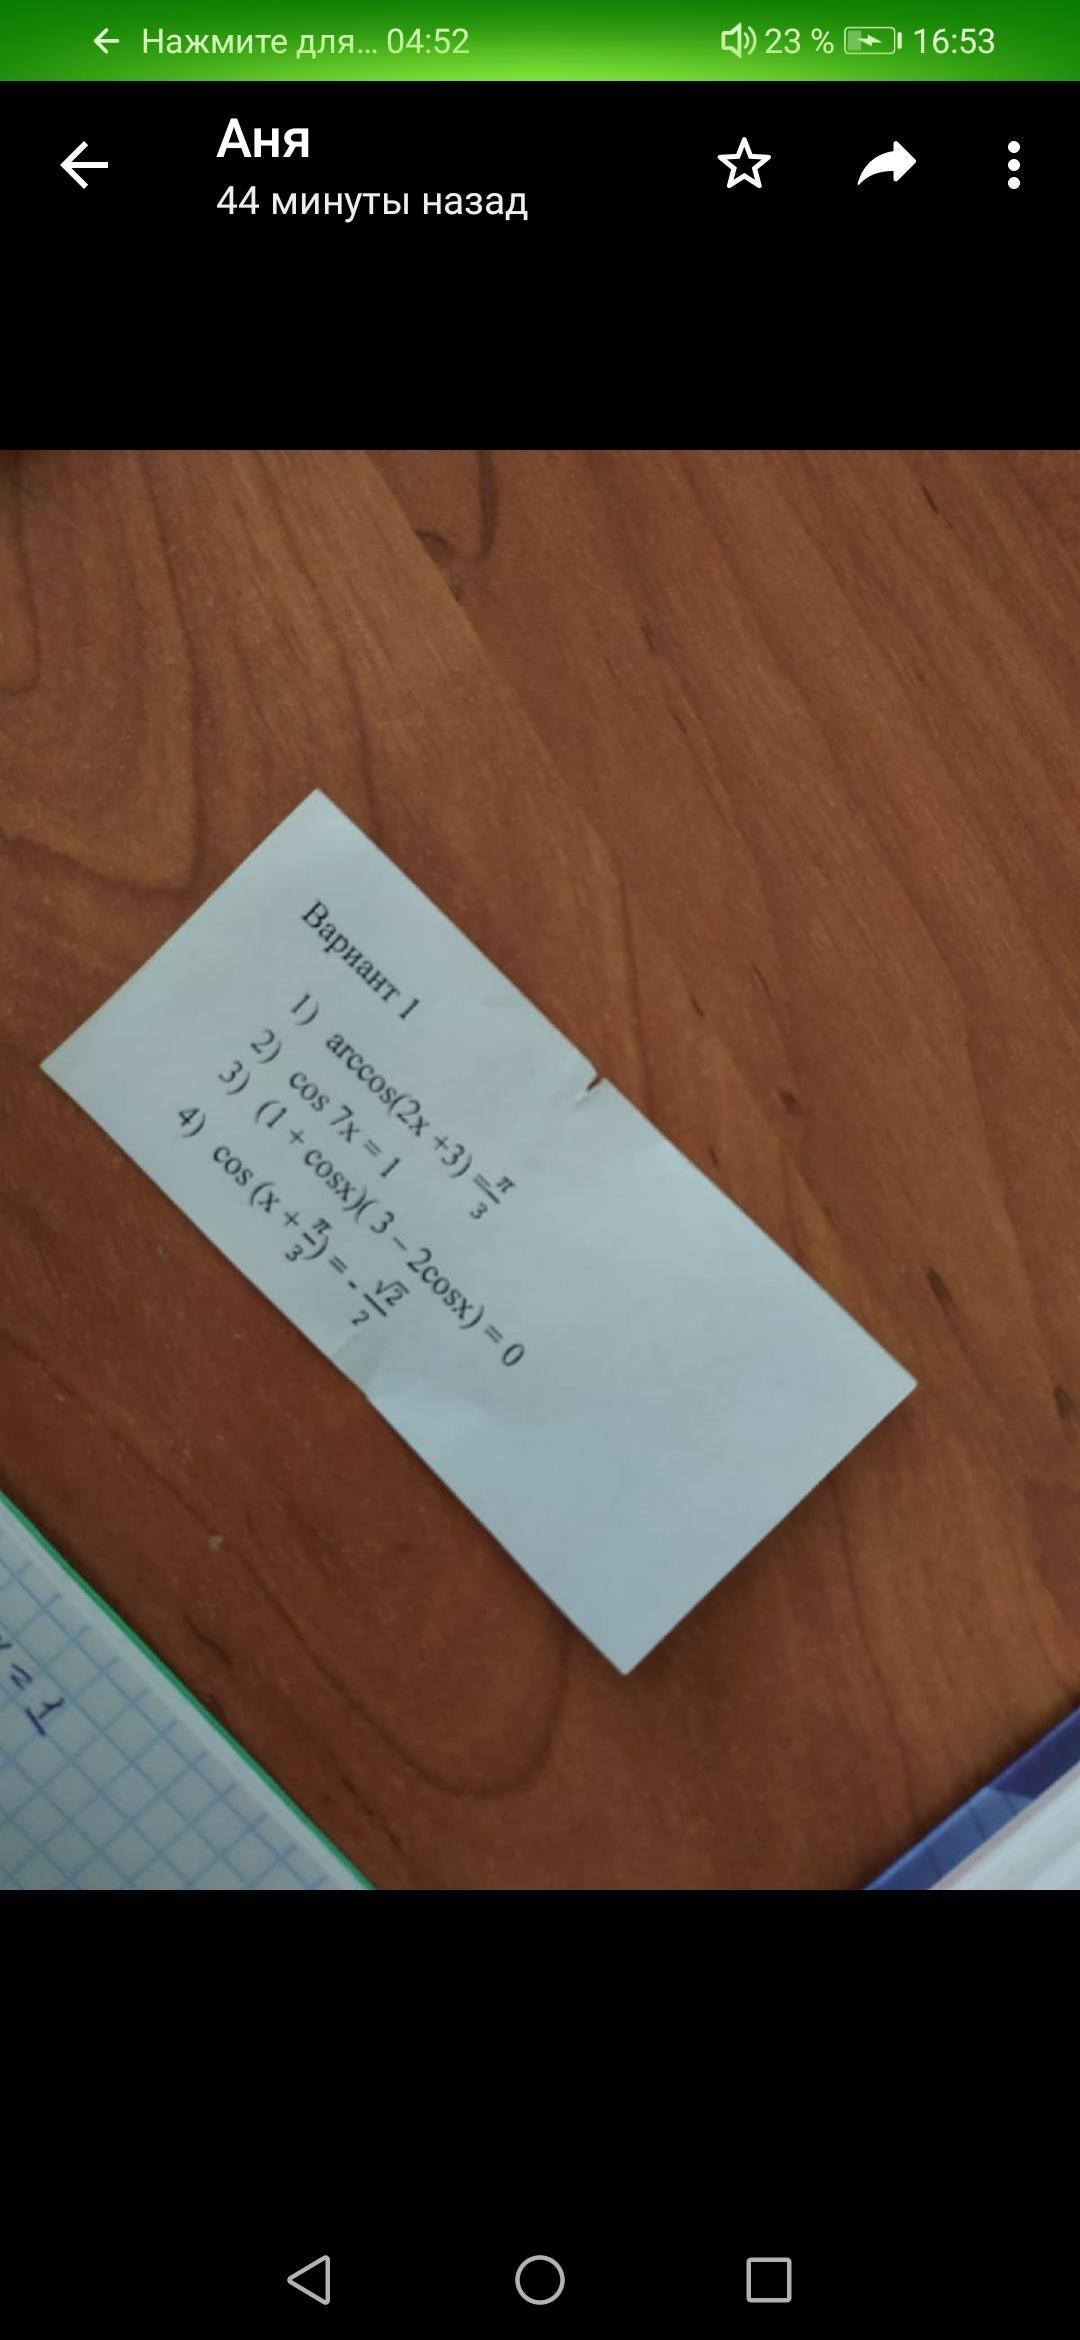 ← Нажмите для... 04:52 23 % 16:53
Аня
44 минуты назад
Вариант 1
1) arccos(2x +3) = π/3
2) cos 7x = 1
3) (1 + cosx)( 3 – 2cosx) = 0
4) cos (x + π/3) = - √2/2
= 1